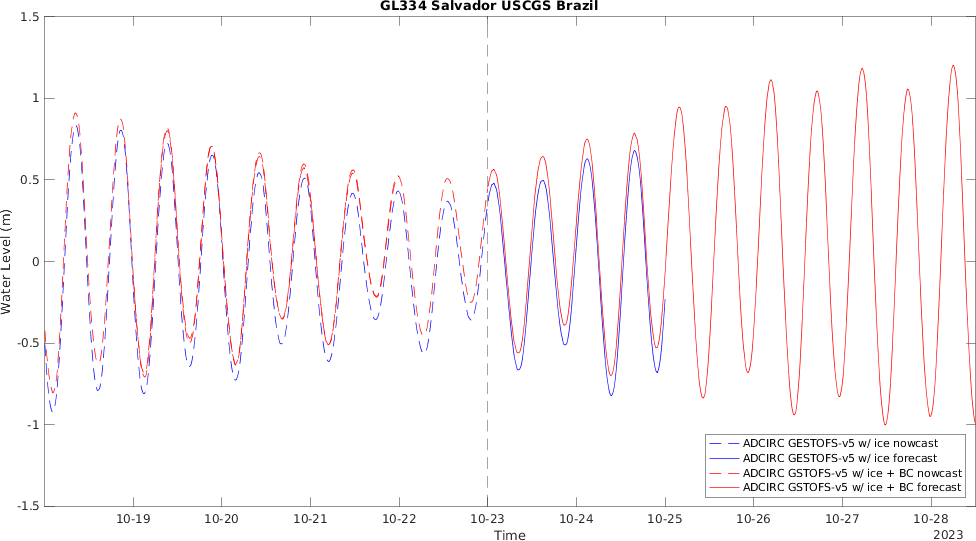 GL334 Salvador USCGS Brazil
1.5
1
0.5
0
-0.5
-1
-1.5
Water Level (m)
10-19 10-20 10-21 10-22 10-23 10-24 10-25 10-26 10-27 10-28
Time
2023
ADCIRC GESTOFS-v5 w/ ice nowcast
ADCIRC GESTOFS-v5 w/ ice forecast
ADCIRC GSTOFS-v5 w/ ice + BC nowcast
ADCIRC GSTOFS-v5 w/ ice + BC forecast